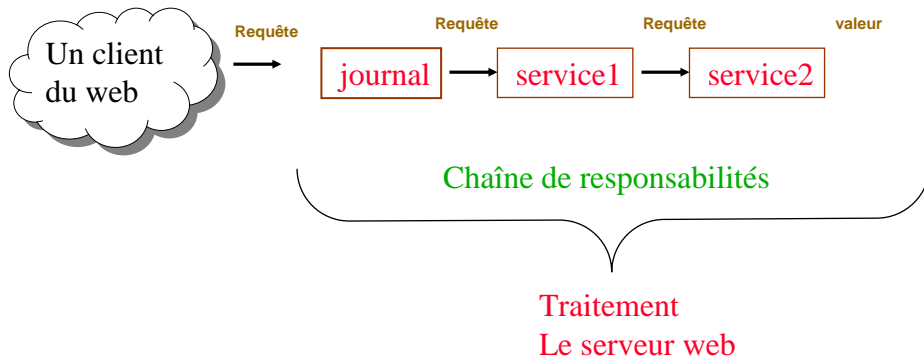 Requête
Requête
Requête
valeur
Un client
du web
journal
service1
service2
Chaîne de responsabilités
Traitement
Le serveur web